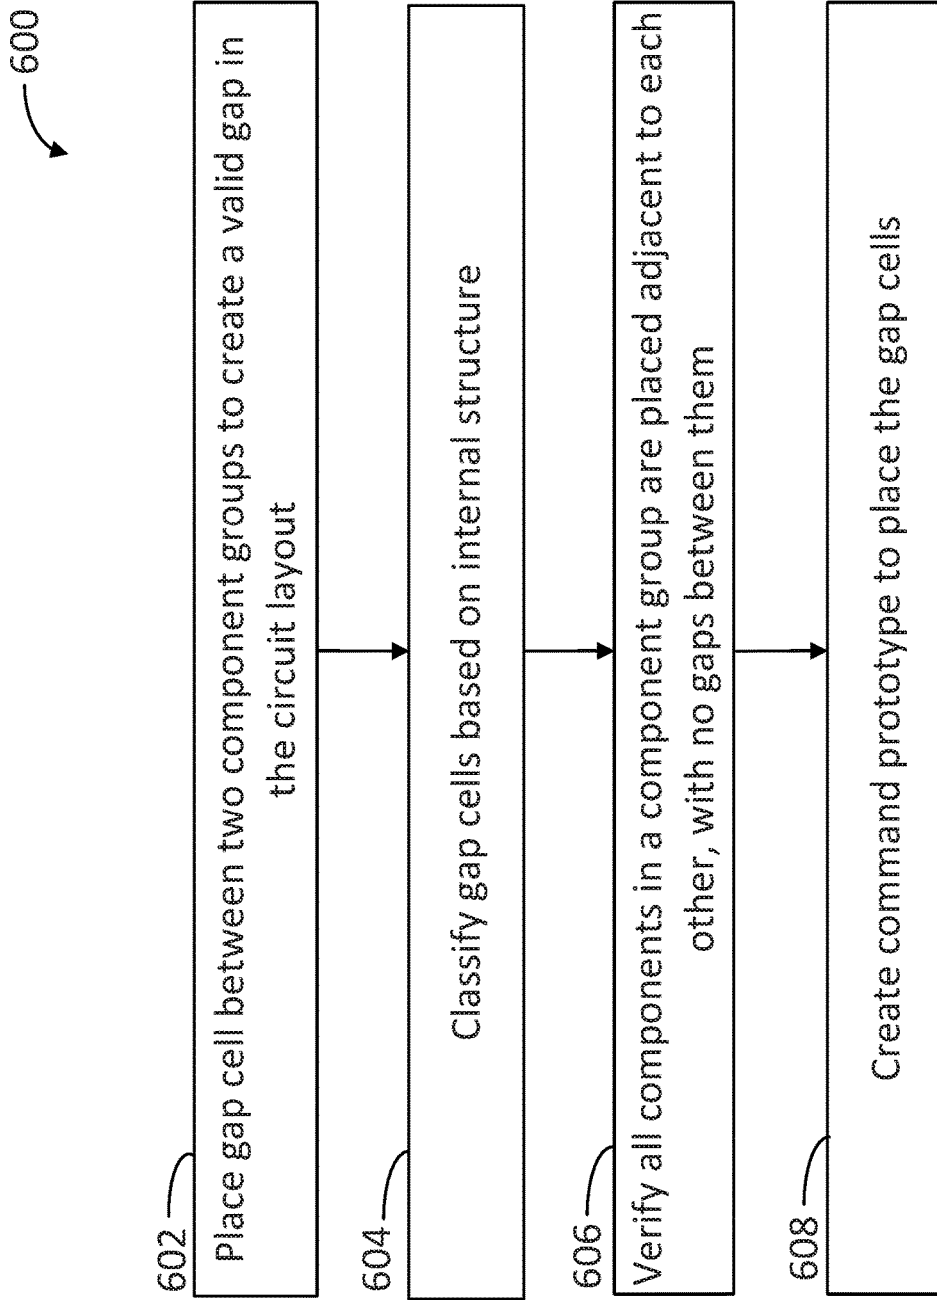 600
602
Place gap cell between two component groups to create a valid gap in
the circuit layout
604
Classify gap cells based on internal structure
606
Verify all components in a component group are placed adjacent to each
other, with no gaps between them
608
Create command prototype to place the gap cells